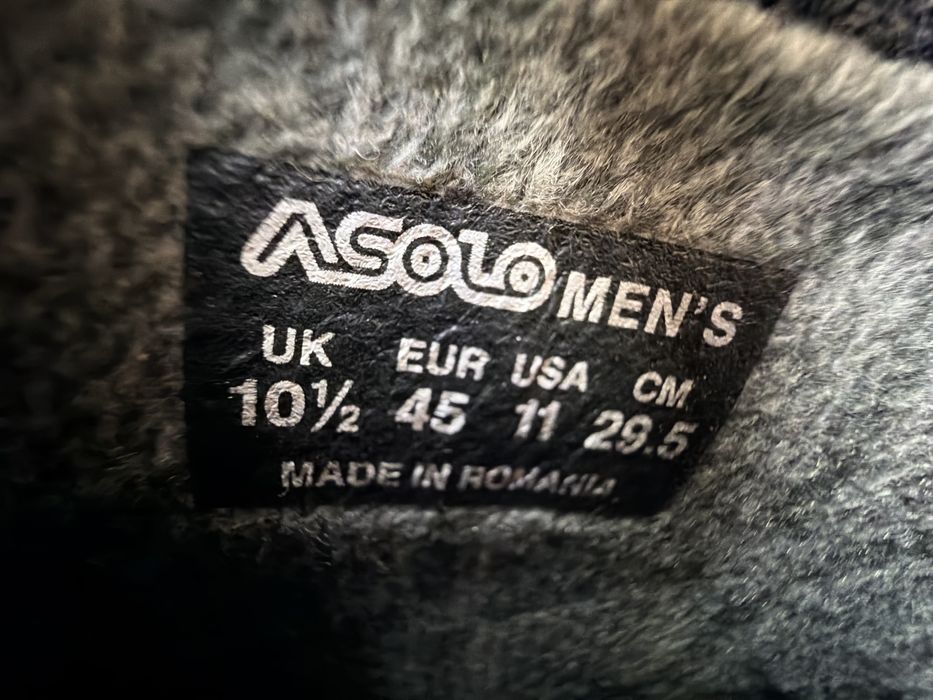 ASOLO MEN'S
UK EUR USA CM
10½ 45 11 29.5
MADE IN ROMANIA